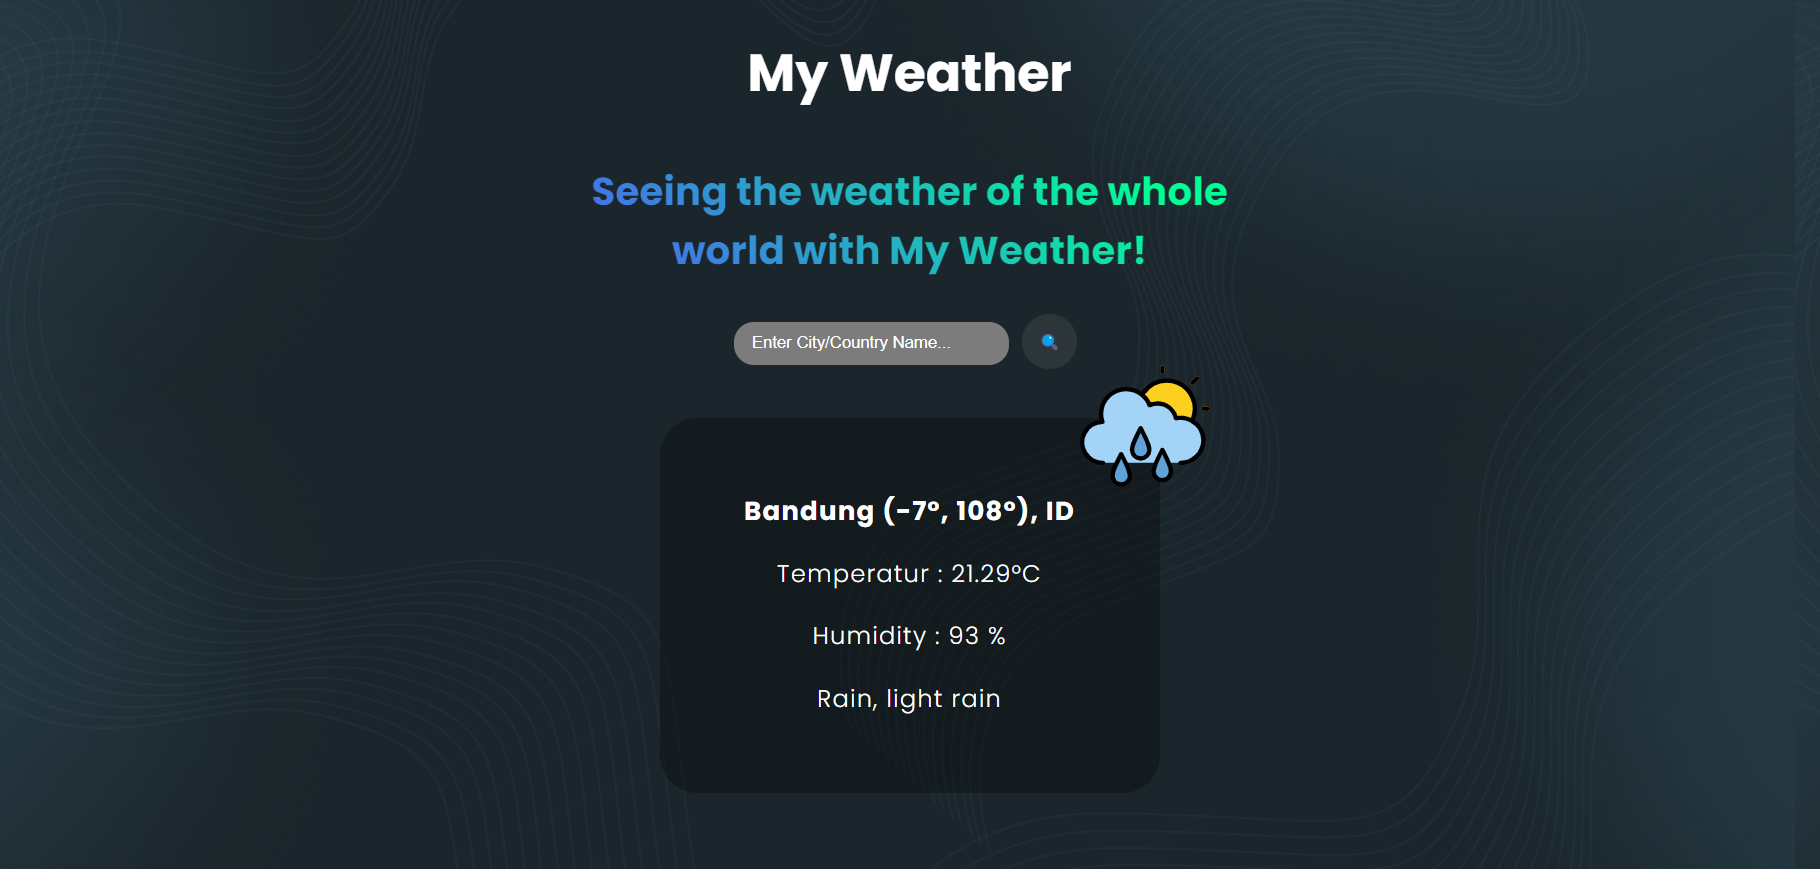 My Weather
Seeing the weather of the whole
world with My Weather!
Enter City/Country Name...
Bandung (-7°, 108°), ID
Temperatur : 21.29°C
Humidity : 93 %
Rain, light rain